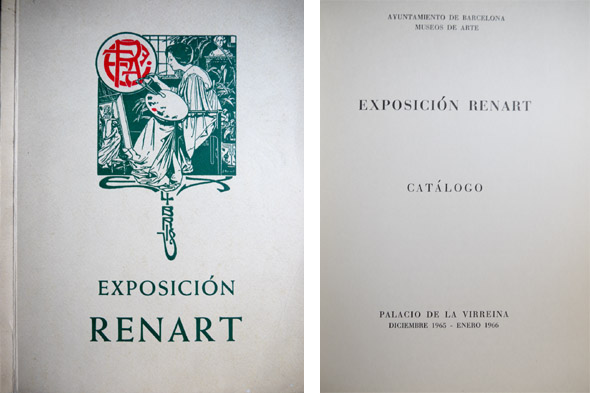 LIBRIS
EXPOSICIÓN
RENART
AYUNTAMIENTO DE BARCELONA
MUSEOS DE ARTE
EXPOSICIÓN RENART
CATÁLOGO
PALACIO DE LA VIRREINA
DICIEMBRE 1965 - ENERO 1966